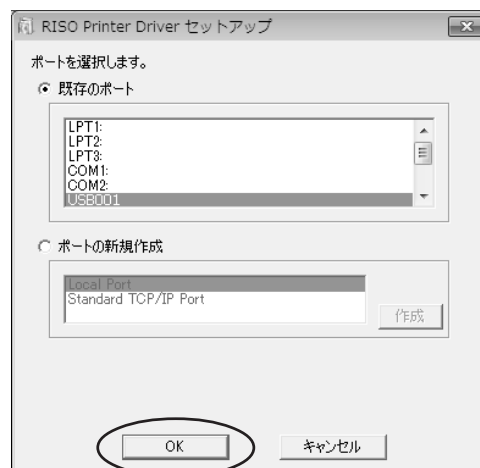 RISO Printer Driver セットアップ
ポートを選択します。
既存のポート
LPT1:
LPT2:
LPT3:
COM1:
COM2:
USB001
ポートの新規作成
Local Port
Standard TCP/IP Port
作成
OK
キャンセル